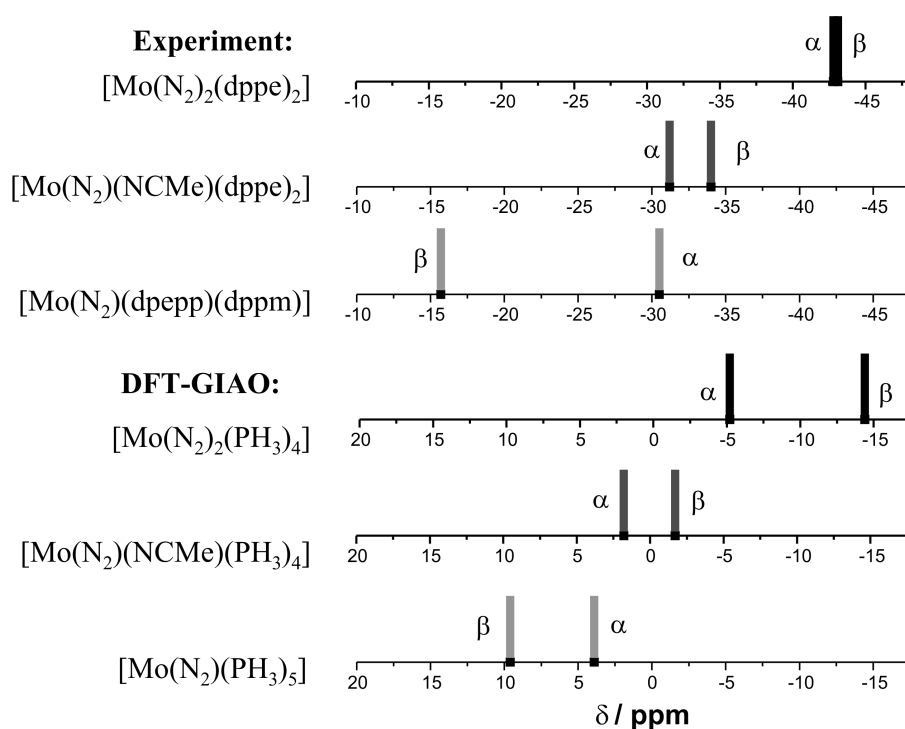 Experiment:
α β
[Mo(N₂)₂(dppe)₂]
-10 -15 -20 -25 -30 -35 -40 -45
α β
[Mo(N₂)(NCMe)(dppe)₂]
-10 -15 -20 -25 -30 -35 -40 -45
β α
[Mo(N₂)(dpepp)(dppm)]
-10 -15 -20 -25 -30 -35 -40 -45
DFT-GIAO:
α β
[Mo(N₂)₂(PH₃)₄]
20 15 10 5 0 -5 -10 -15
α β
[Mo(N₂)(NCMe)(PH₃)₄]
20 15 10 5 0 -5 -10 -15
β α
[Mo(N₂)(PH₃)₅]
20 15 10 5 0 -5 -10 -15
δ / ppm